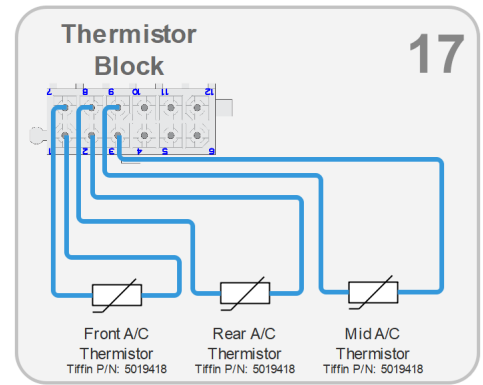 Thermistor
Block
17
7 8 9 10 11 12
1 2 3 4 5 6
Front A/C
Thermistor
Tiffin P/N: 5019418
Rear A/C
Thermistor
Tiffin P/N: 5019418
Mid A/C
Thermistor
Tiffin P/N: 5019418